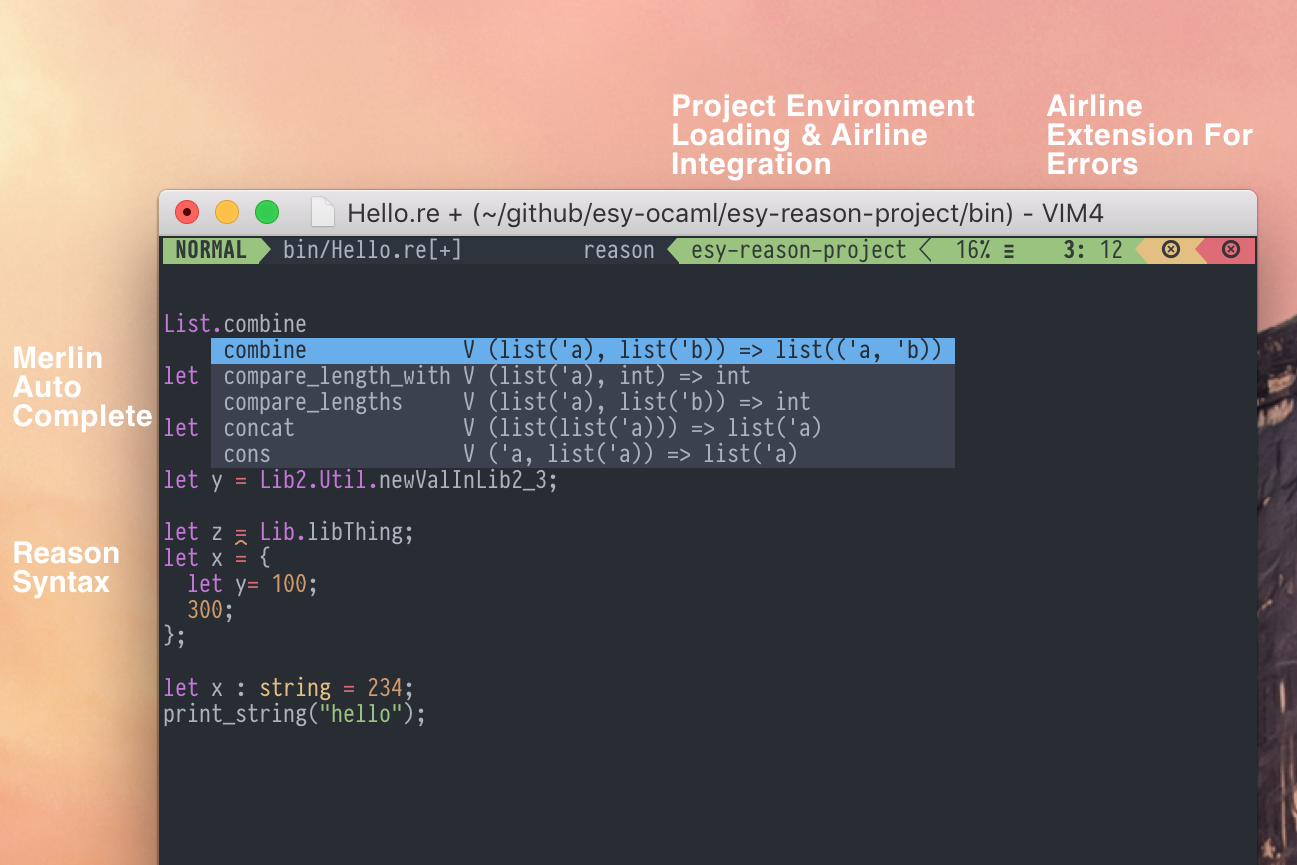 Project Environment
Loading & Airline
Integration
Airline
Extension For
Errors
Hello.re + (~/github/esy-ocaml/esy-reason-project/bin) - VIM4
NORMAL bin/Hello.re[+] reason esy-reason-project 16% ≡ 3: 12 ⊗ ⊗
List.combine
combine V (list('a), list('b)) => list(('a, 'b))
let compare_length_with V (list('a), int) => int
compare_lengths V (list('a), list('b)) => int
let concat V (list(list('a))) => list('a)
cons V ('a, list('a)) => list('a)
let y = Lib2.Util.newValInLib2_3;
let z = Lib.libThing;
let x = {
let y= 100;
300;
};
let x : string = 234;
print_string("hello");
Merlin
Auto
Complete
Reason
Syntax